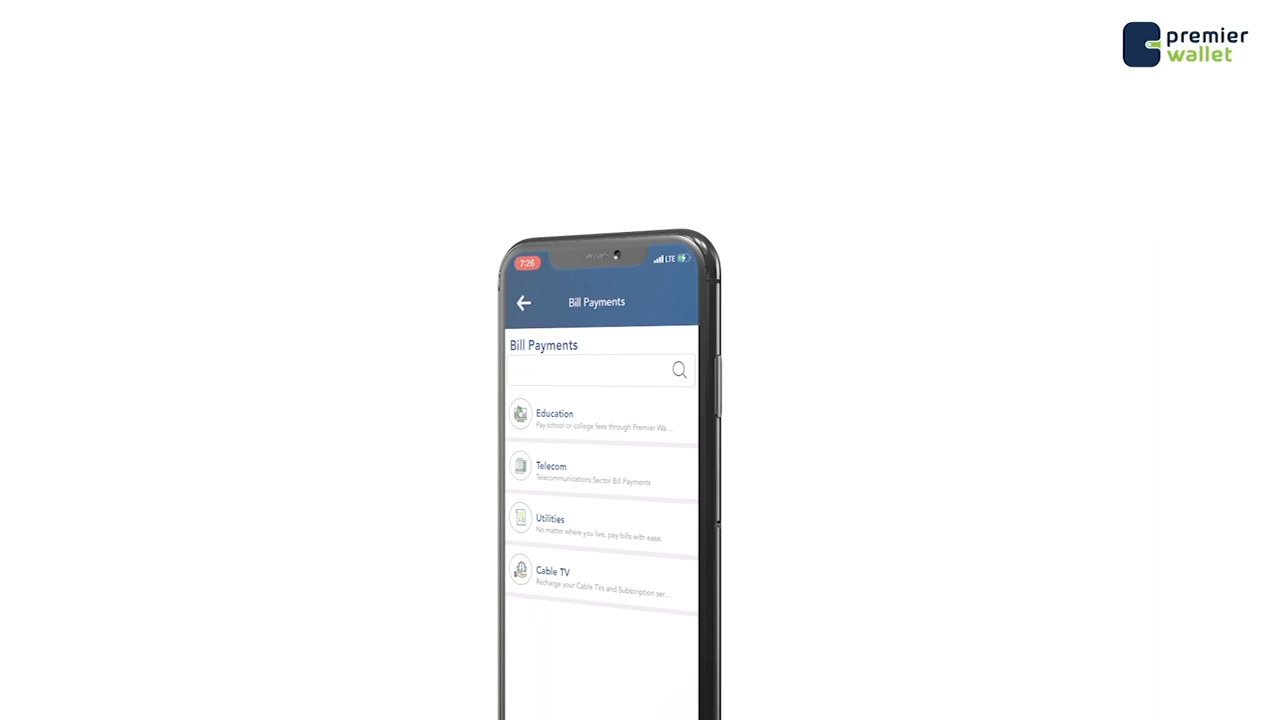 premier
wallet
7:26
LTE
Bill Payments
Bill Payments
Education
Pay school or college fees through Premier Wa...
Telecom
Telecommunications Sector Bill Payments
Utilities
No matter where you live, pay bills with ease.
Cable TV
Recharge your Cable TVs and Subscription ser...